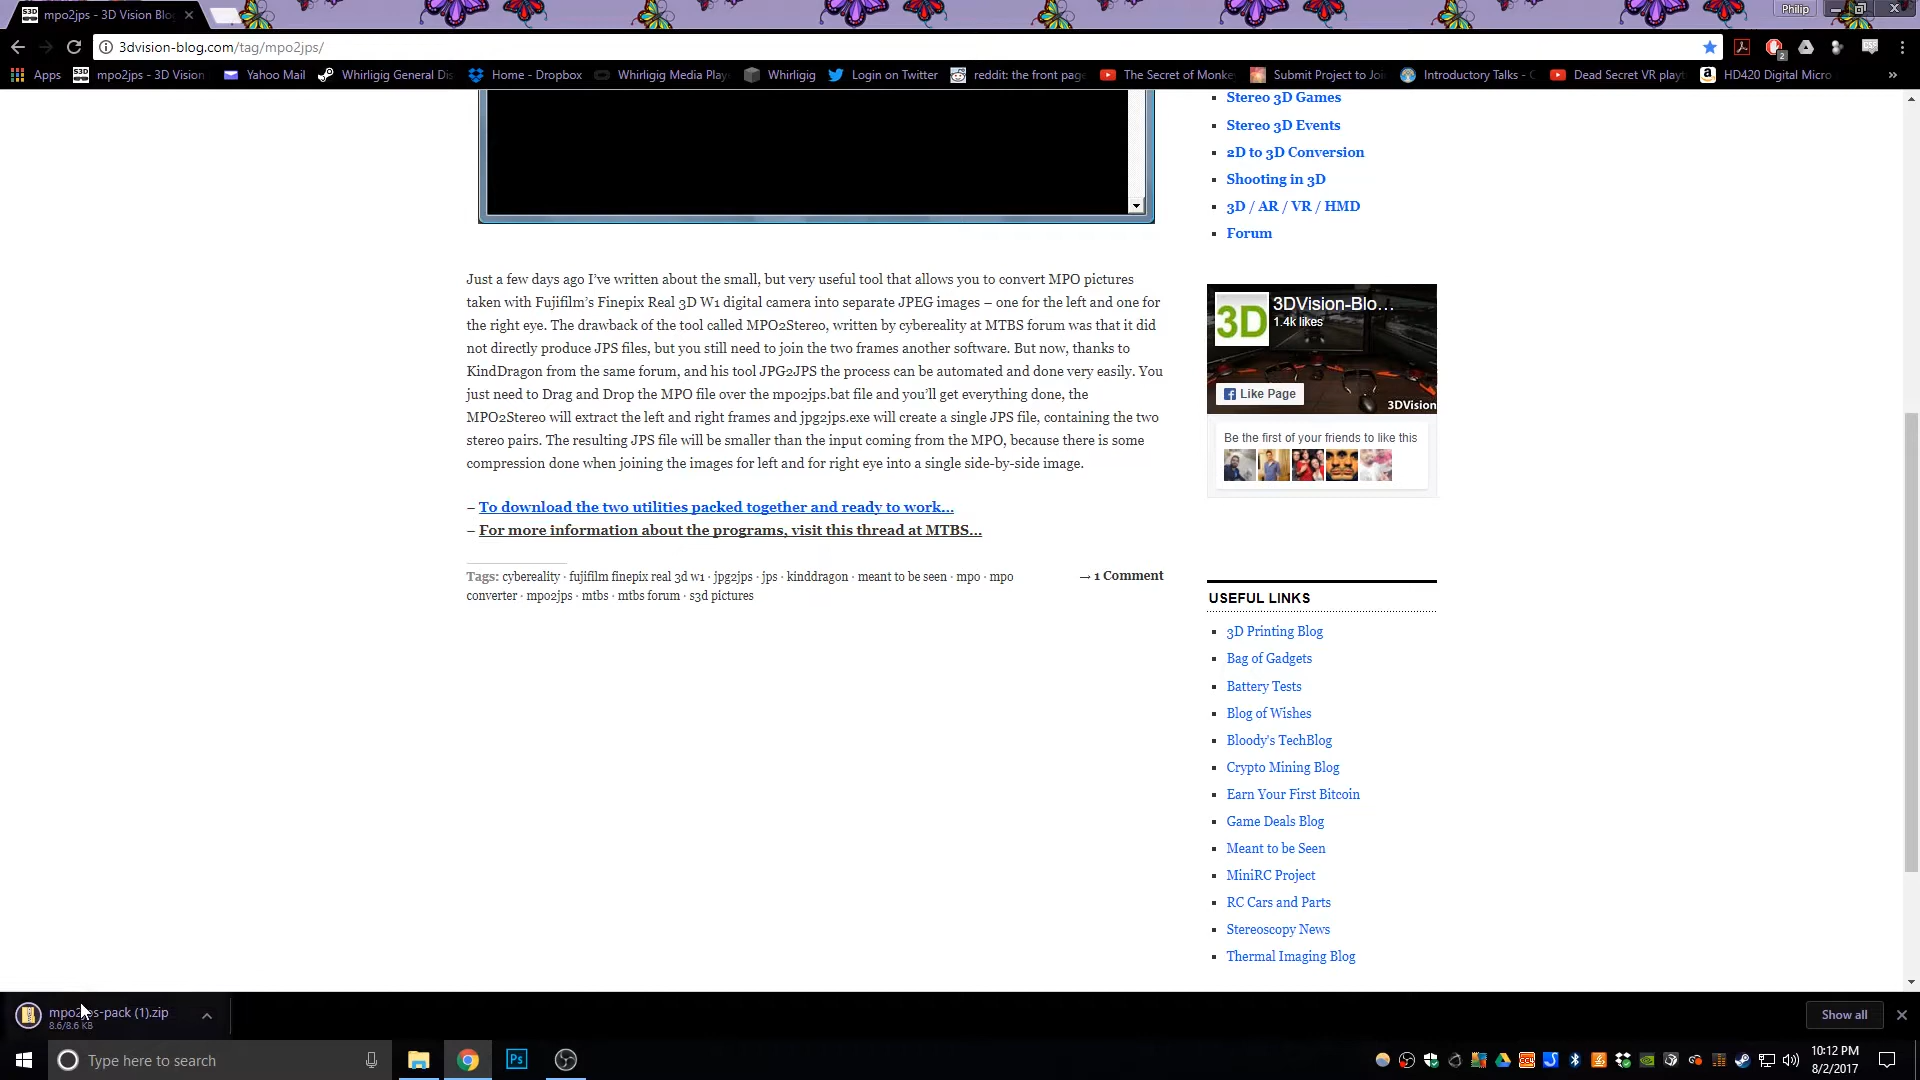 mpo2jps - 3D Vision Blo
Philip
3dvision-blog.com/tag/mpo2jps/
2
Apps
mpo2jps - 3D Vision
Yahoo Mail
Whirligig General Dis
Home - Dropbox
Whirligig Media Play
Whirligig
Login on Twitter
reddit: the front page
The Secret of Monke
Submit Project to Joi
Introductory Talks - C
Dead Secret VR playt
HD420 Digital Micro
»
Just a few days ago I've written about the small, but very useful tool that allows you to convert MPO pictures
taken with Fujifilm's Finepix Real 3D W1 digital camera into separate JPEG images – one for the left and one for
the right eye. The drawback of the tool called MPO2Stereo, written by cybereality at MTBS forum was that it did
not directly produce JPS files, but you still need to join the two frames another software. But now, thanks to
KindDragon from the same forum, and his tool JPG2JPS the process can be automated and done very easily. You
just need to Drag and Drop the MPO file over the mpo2jps.bat file and you'll get everything done, the
MPO2Stereo will extract the left and right frames and jpg2jps.exe will create a single JPS file, containing the two
stereo pairs. The resulting JPS file will be smaller than the input coming from the MPO, because there is some
compression done when joining the images for left and for right eye into a single side-by-side image.
– To download the two utilities packed together and ready to work...
– For more information about the programs, visit this thread at MTBS...
Tags: cybereality · fujifilm finepix real 3d w1 · jpg2jps · jps · kinddragon · meant to be seen · mpo · mpo
converter · mpo2jps · mtbs · mtbs forum · s3d pictures
→ 1 Comment
Stereo 3D Games
Stereo 3D Events
2D to 3D Conversion
Shooting in 3D
3D / AR / VR / HMD
Forum
3D
3DVision-Blo...
1.4k likes
Like Page
3DVision
Be the first of your friends to like this
USEFUL LINKS
3D Printing Blog
Bag of Gadgets
Battery Tests
Blog of Wishes
Bloody's TechBlog
Crypto Mining Blog
Earn Your First Bitcoin
Game Deals Blog
Meant to be Seen
MiniRC Project
RC Cars and Parts
Stereoscopy News
Thermal Imaging Blog
-pack (1).zip
8.6/8.6 KB
Show all
Type here to search
Ps
10:12 PM
8/2/2017